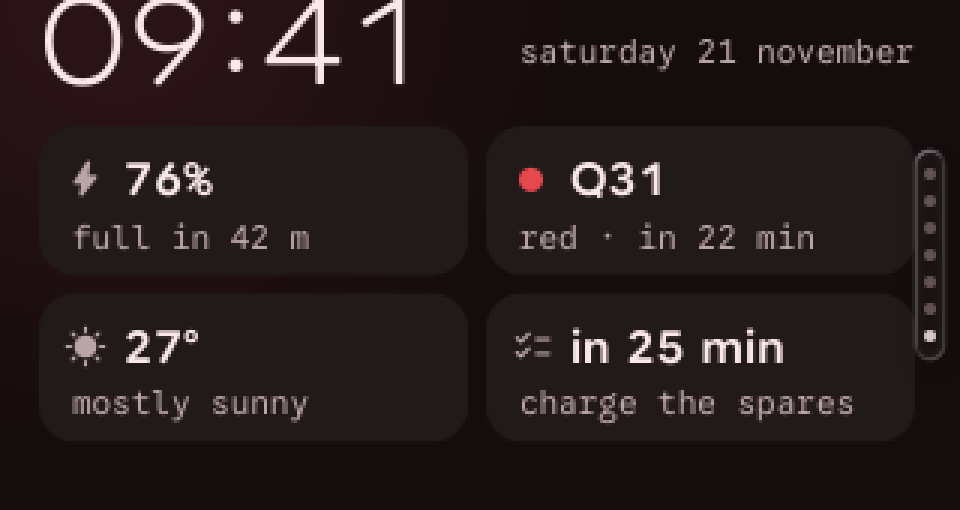 09:41
saturday 21 november
76%
full in 42 m
Q31
red · in 22 min
27°
mostly sunny
in 25 min
charge the spares